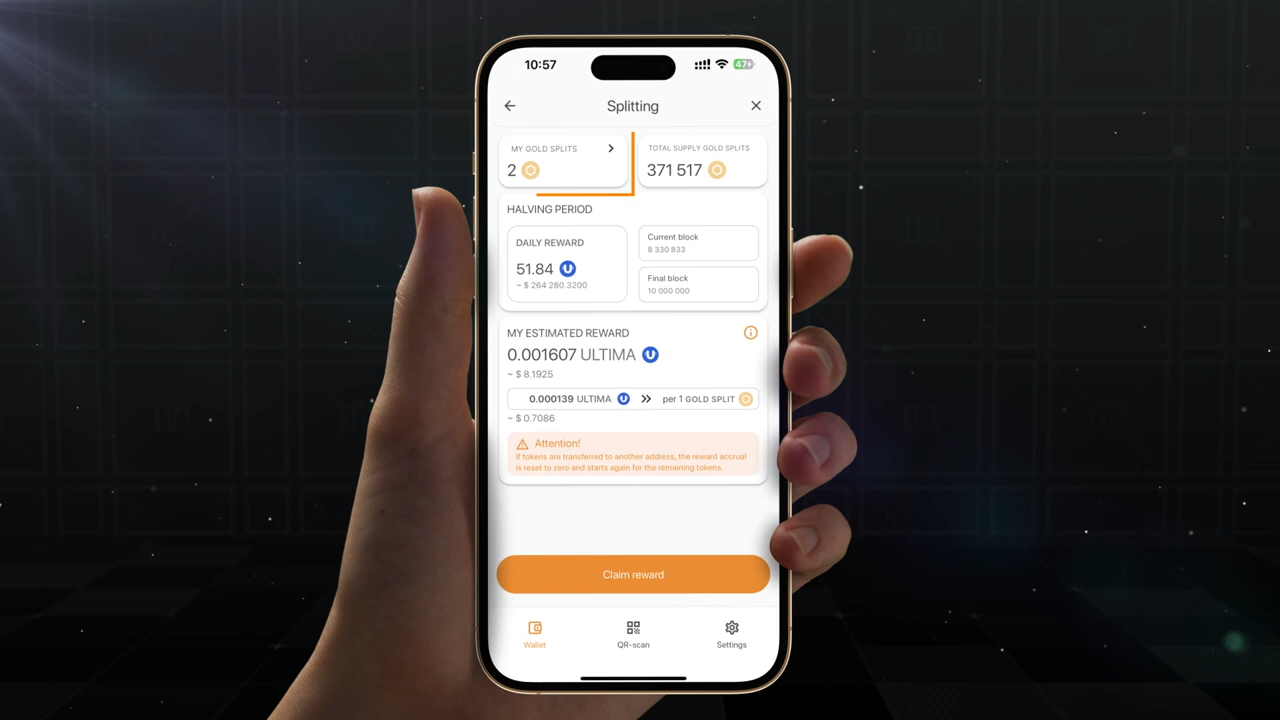 10:57
47
Splitting
MY GOLD SPLITS
2
TOTAL SUPPLY GOLD SPLITS
371 517
HALVING PERIOD
DAILY REWARD
51.84
~ $ 264 280.3200
Current block
8 330 833
Final block
10 000 000
MY ESTIMATED REWARD
0.001607 ULTIMA
~ $ 8.1925
0.000139 ULTIMA
per 1 GOLD SPLIT
~ $ 0.7086
Attention!
If tokens are transferred to another address, the reward accrual
is reset to zero and starts again for the remaining tokens.
Claim reward
Wallet
QR-scan
Settings